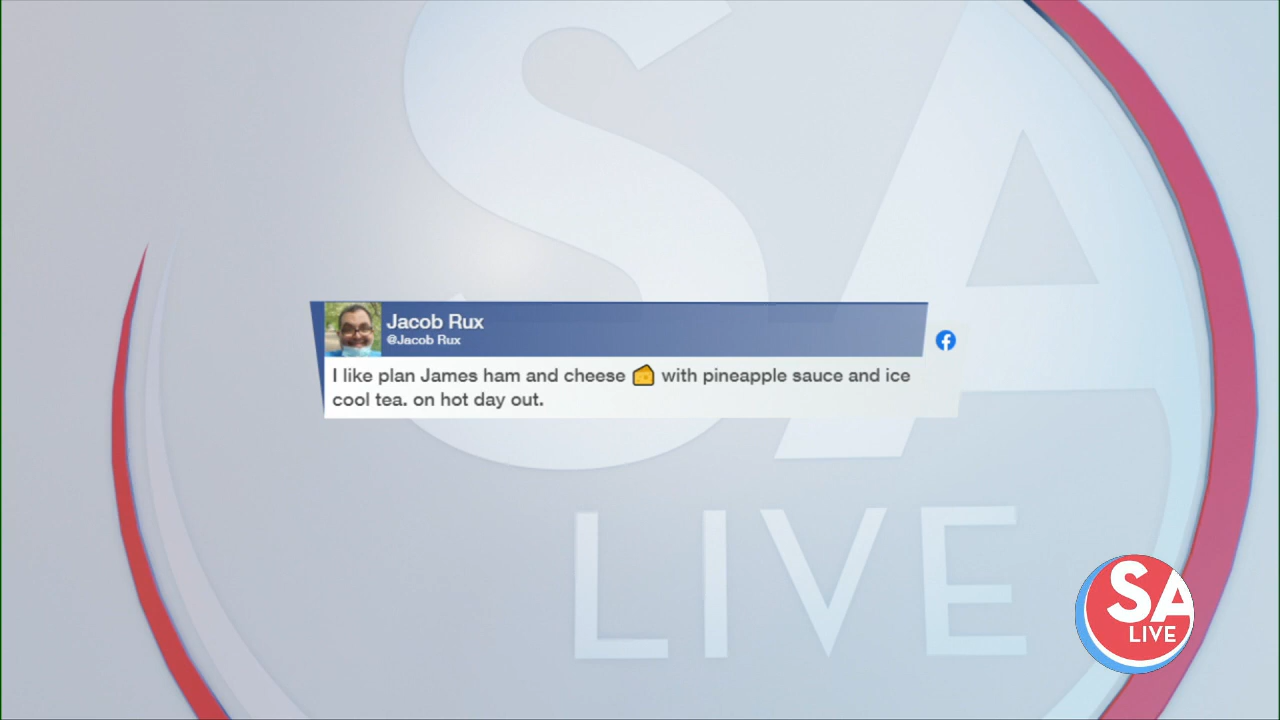 SA
LIVE
Jacob Rux
@Jacob Rux
I like plan James ham and cheese 🧀 with pineapple sauce and ice
cool tea. on hot day out.
SA
LIVE